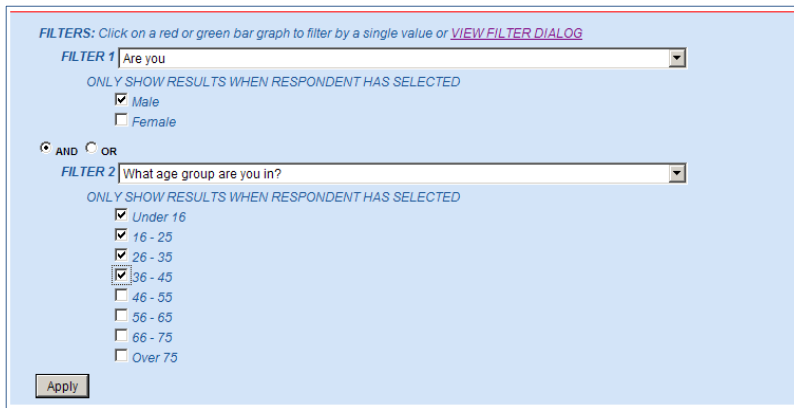 FILTERS: Click on a red or green bar graph to filter by a single value or VIEW FILTER DIALOG
FILTER 1 Are you
ONLY SHOW RESULTS WHEN RESPONDENT HAS SELECTED
Male
Female
AND OR
FILTER 2 What age group are you in?
ONLY SHOW RESULTS WHEN RESPONDENT HAS SELECTED
Under 16
16 - 25
26 - 35
36 - 45
46 - 55
56 - 65
66 - 75
Over 75
Apply